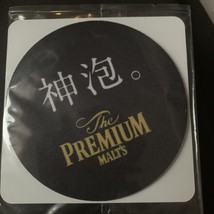 神泡。
The
PREMIUM
MALT'S